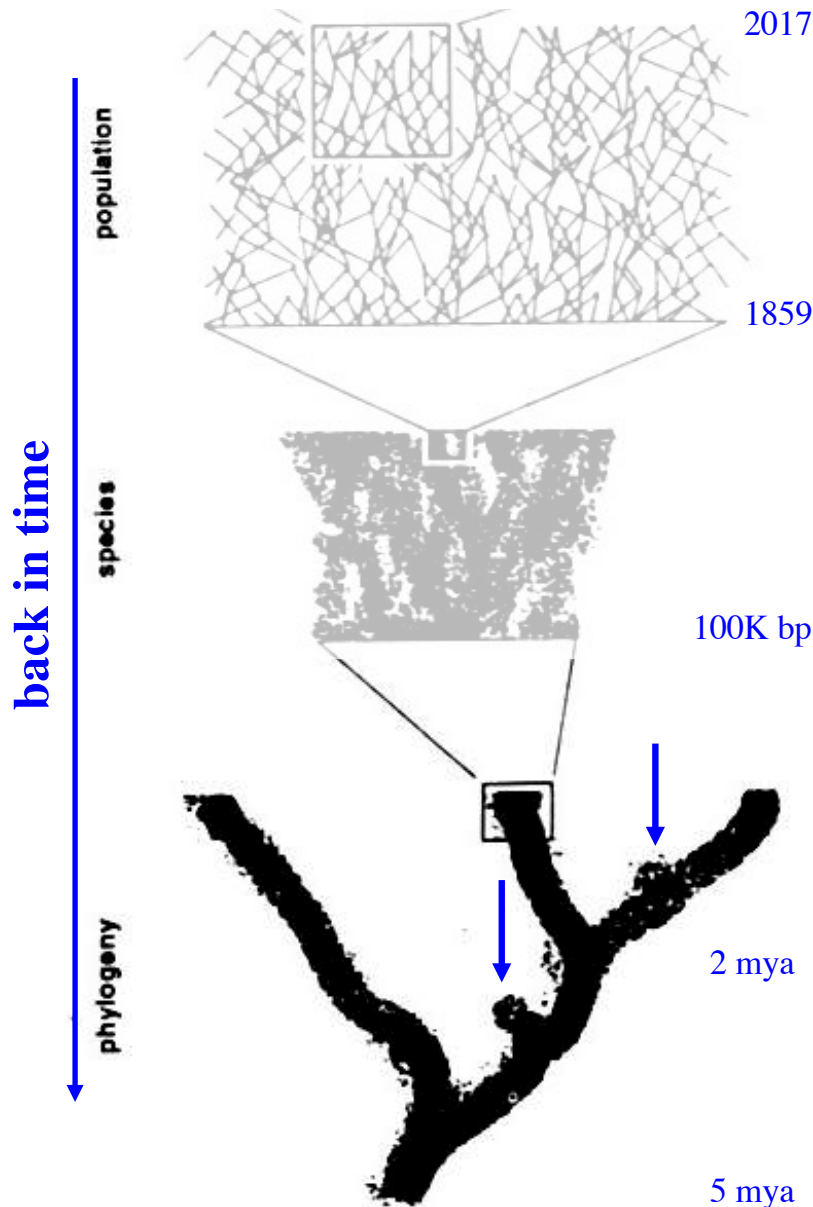 2017
population
1859
back in time
species
100K bp
phylogeny
2 mya
5 mya